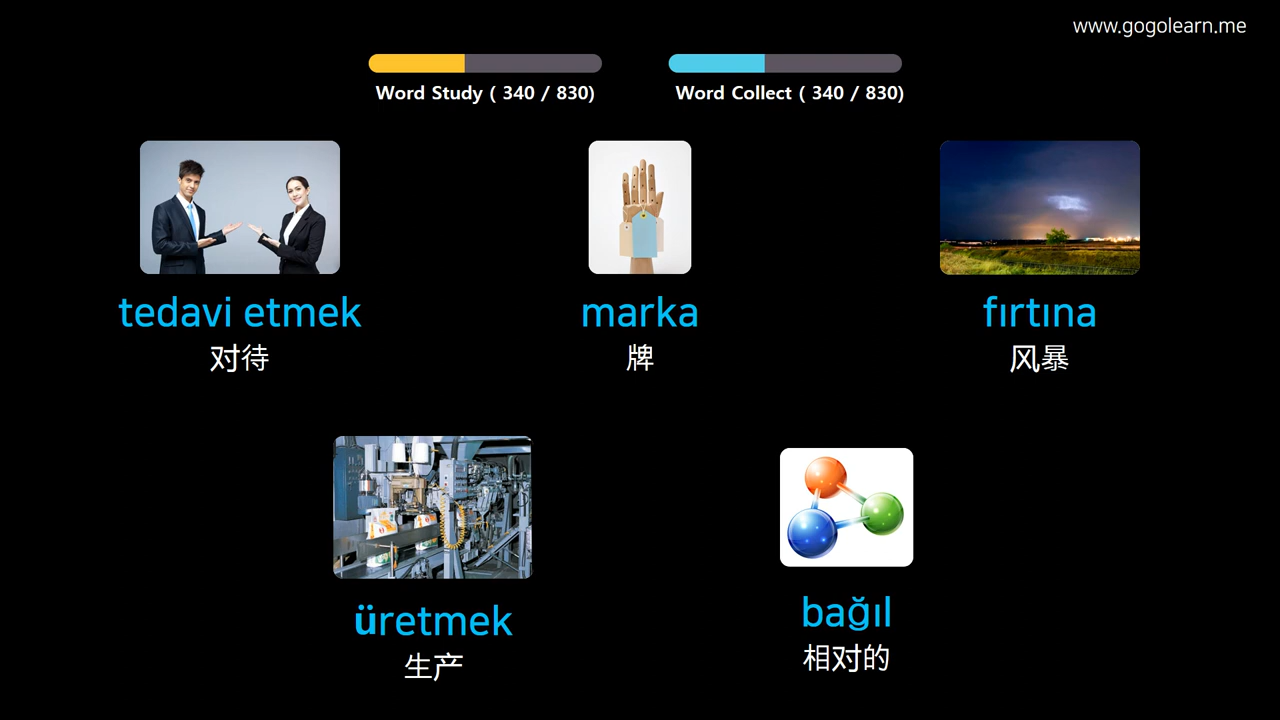 www.gogolearn.me
Word Study ( 340 / 830)
Word Collect ( 340 / 830)
tedavi etmek
对待
marka
牌
fırtına
风暴
üretmek
生产
bağıl
相对的